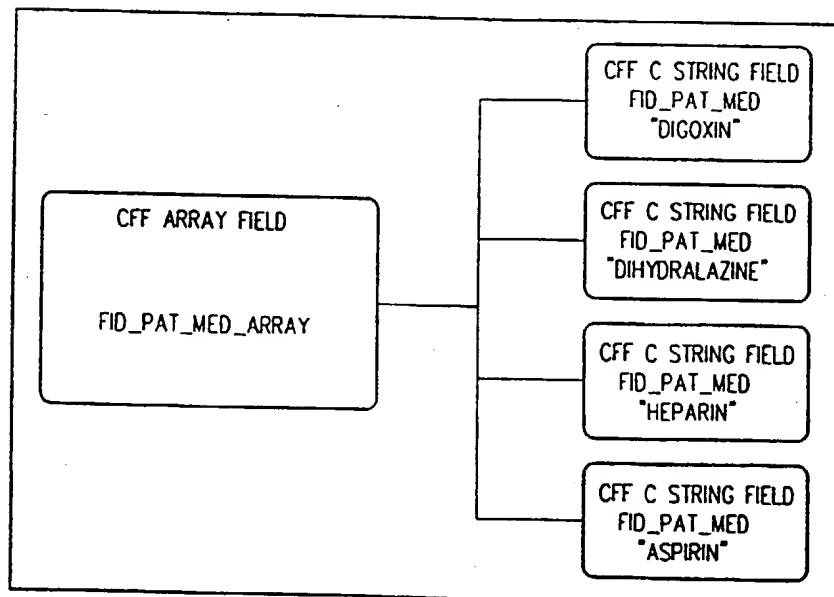 CFF ARRAY FIELD
FID_PAT_MED_ARRAY
CFF C STRING FIELD
FID_PAT_MED
"DIGOXIN"
CFF C STRING FIELD
FID_PAT_MED
"DIHYDRALAZINE"
CFF C STRING FIELD
FID_PAT_MED
"HEPARIN"
CFF C STRING FIELD
FID_PAT_MED
"ASPIRIN"